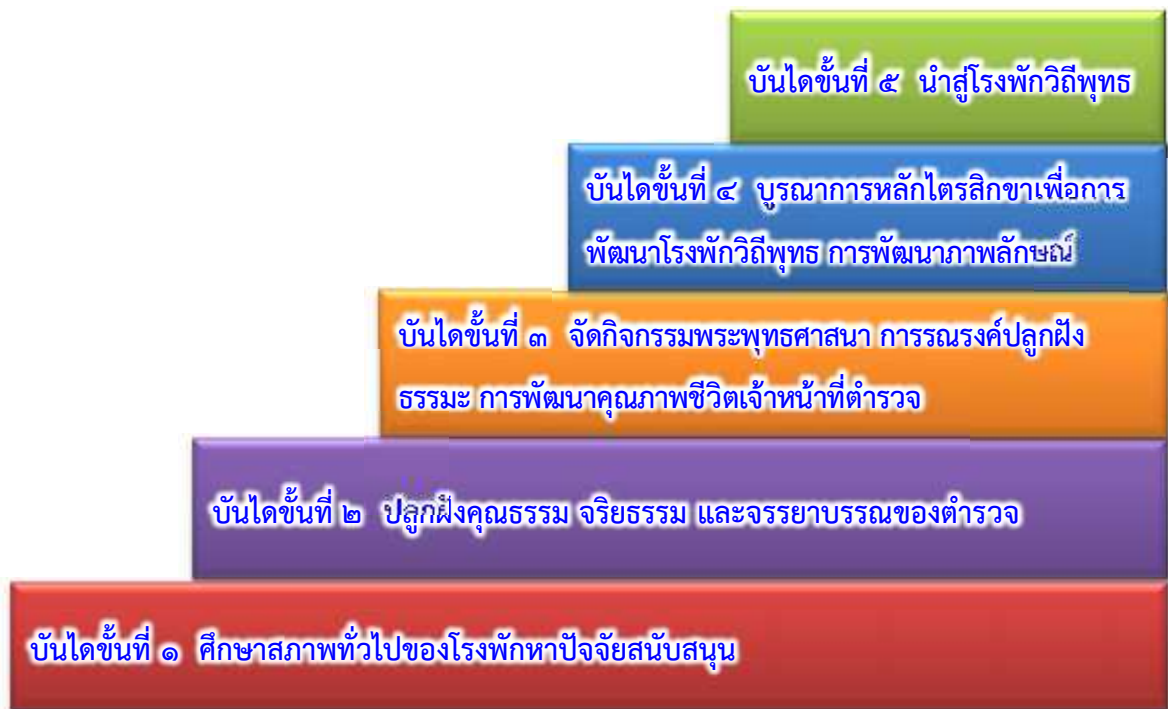 บันไดขั้นที่ ๕ นำสู่โรงพักวิถีพุทธ
บันไดขั้นที่ ๔ บูรณาการหลักไตรสิกขาเพื่อการ
พัฒนาโรงพักวิถีพุทธ การพัฒนาภาพลักษณ์
บันไดขั้นที่ ๓ จัดกิจกรรมพระพุทธศาสนา การรณรงค์ปลูกฝัง
ธรรมะ การพัฒนาคุณภาพชีวิตเจ้าหน้าที่ตำรวจ
บันไดขั้นที่ ๒ ปลูกฝังคุณธรรม จริยธรรม และจรรยาบรรณของตำรวจ
บันไดขั้นที่ ๑ ศึกษาสภาพทั่วไปของโรงพักหาปัจจัยสนับสนุน